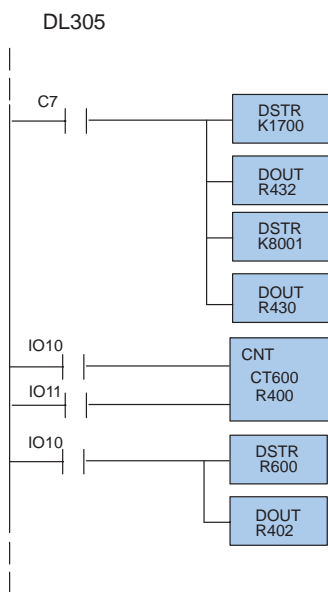 DL305
C7
DSTR
K1700
DOUT
R432
DSTR
K8001
DOUT
R430
IO10
CNT
CT600
IO11
R400
IO10
DSTR
R600
DOUT
R402